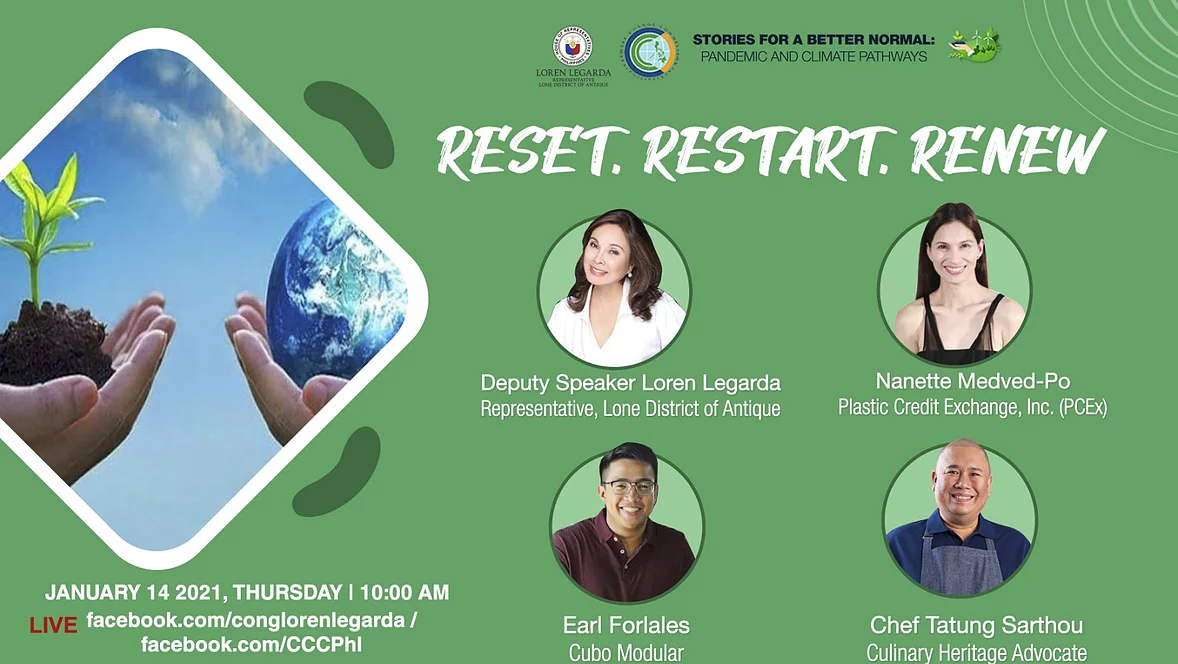 LOREN LEGARDA
REPRESENTATIVE
LONE DISTRICT OF ANTIQUE
STORIES FOR A BETTER NORMAL:
PANDEMIC AND CLIMATE PATHWAYS
RESET. RESTART. RENEW
Deputy Speaker Loren Legarda
Representative, Lone District of Antique
Nanette Medved-Po
Plastic Credit Exchange, Inc. (PCEx)
Earl Forlales
Cubo Modular
Chef Tatung Sarthou
Culinary Heritage Advocate
JANUARY 14 2021, THURSDAY | 10:00 AM
LIVE facebook.com/conglorenlegarda /
facebook.com/CCCPhl